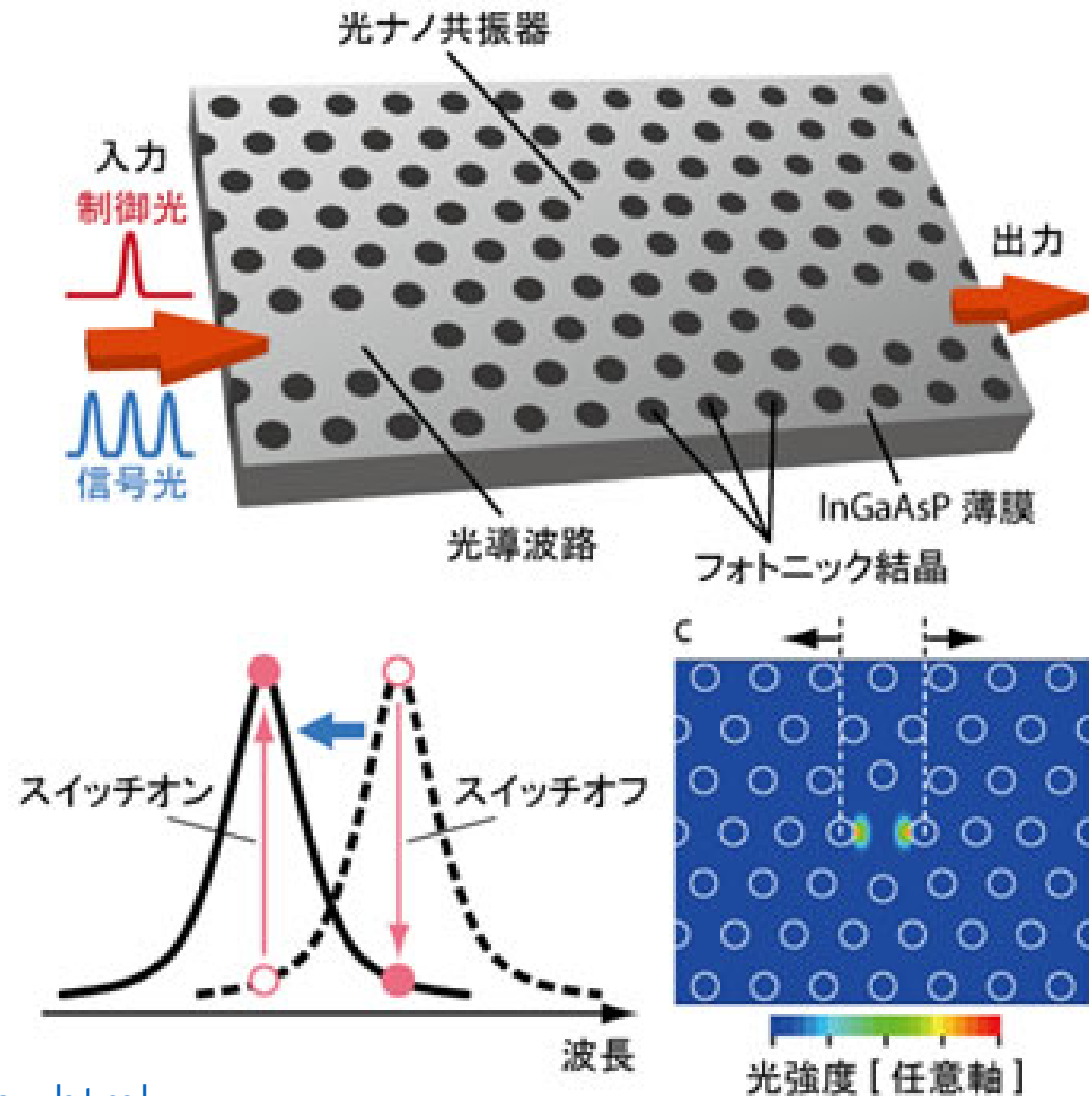 光ナノ共振器
入力
制御光
出力
信号光
光導波路
InGaAsP 薄膜
フォトニック結晶
c
スイッチオン
スイッチオフ
波長
光強度 [ 任意軸 ]